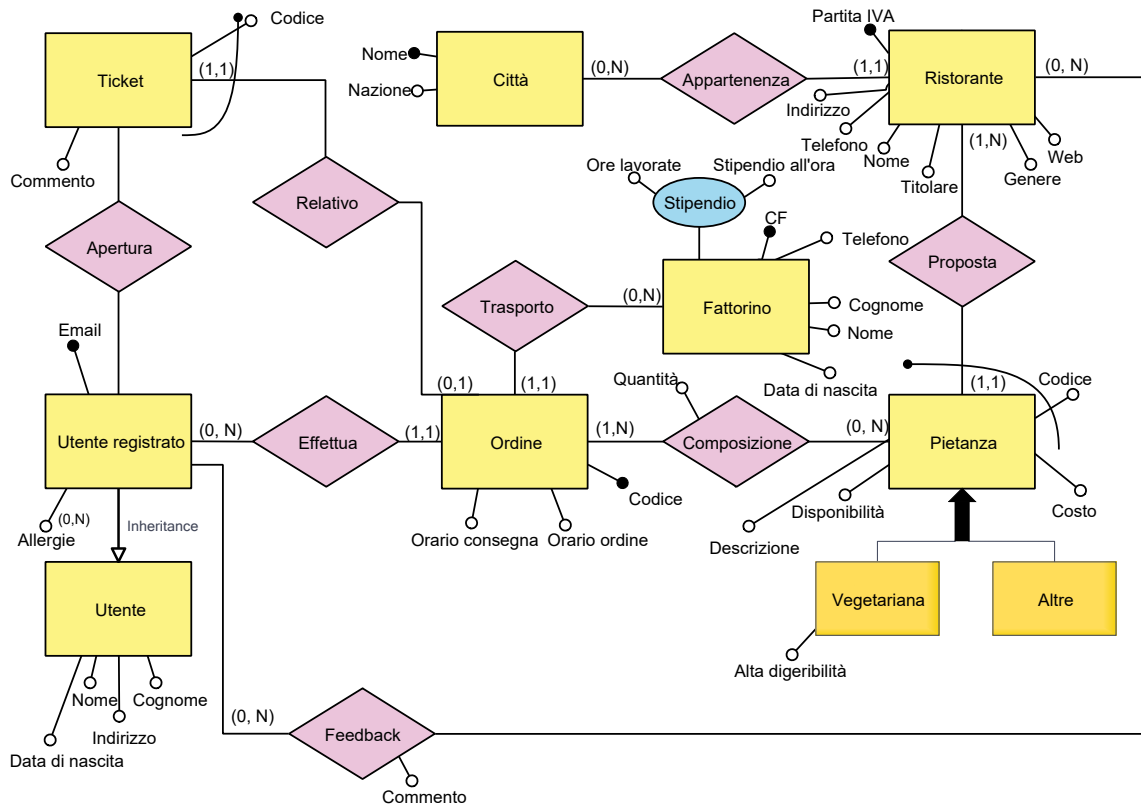 Codice
Ticket
(1,1)
Commento
Nome
Nazione
Città
(0,N)
Appartenenza
(1,1)
Partita IVA
Ristorante
(0, N)
Indirizzo
Telefono
Nome
Titolare
(1,N)
Genere
Web
Apertura
Relativo
Ore lavorate
Stipendio all'ora
Stipendio
CF
Telefono
Cognome
Nome
Data di nascita
Fattorino
(0,N)
Trasporto
(1,1)
(0,1)
Proposta
(1,1)
Email
Utente registrato
(0, N)
Effettua
(1,1)
Ordine
(1,N)
Quantità
Composizione
(0, N)
Pietanza
Codice
Costo
Codice
Orario consegna
Orario ordine
Descrizione
Disponibilità
Allergie
(0,N)
Inheritance
Utente
Nome
Cognome
Indirizzo
Data di nascita
Vegetariana
Altre
Alta digeribilità
(0, N)
Feedback
Commento